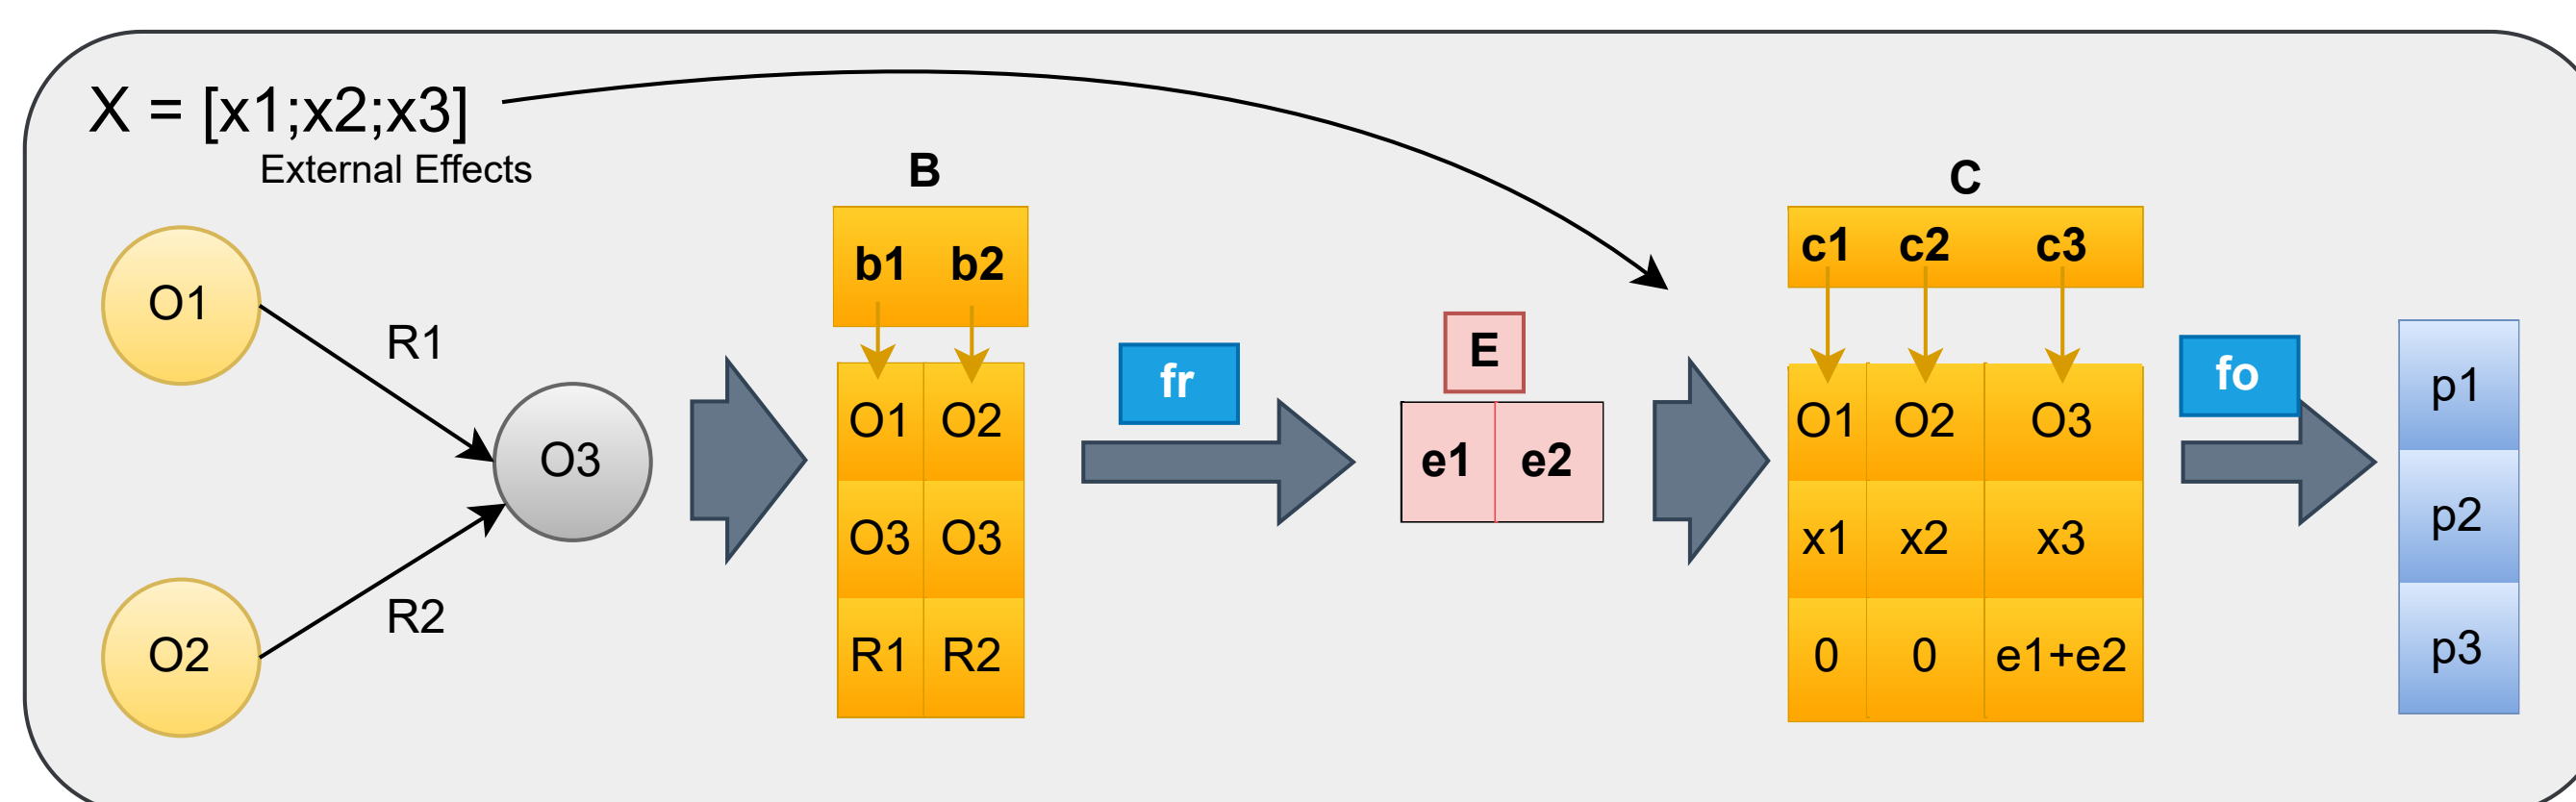 X = [x1;x2;x3]
External Effects
O1
R1
O3
R2
O2
B
b1 b2
O1 O2
O3 O3
R1 R2
fr
E
e1 e2
C
c1 c2 c3
O1 O2 O3
x1 x2 x3
0 0 e1+e2
fo
p1
p2
p3